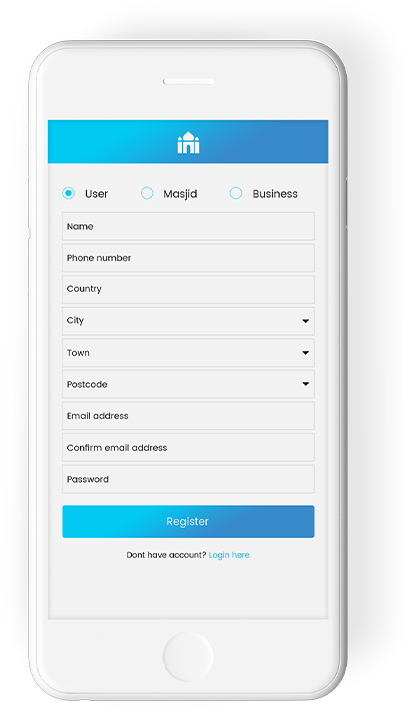 User Masjid Business
Name
Phone number
Country
City
Town
Postcode
Email address
Confirm email address
Password
Register
Dont have account? Login here